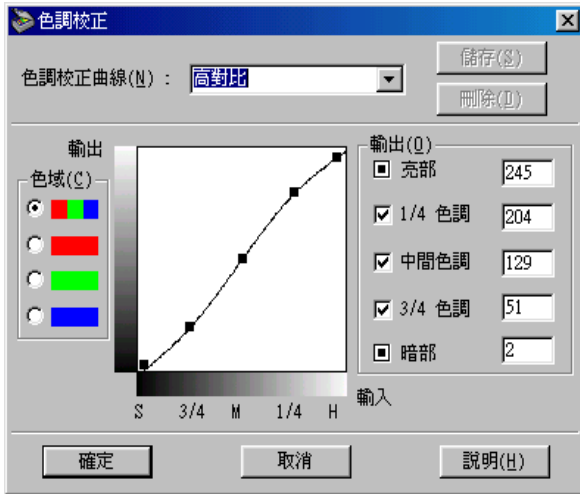 色調校正
色調校正曲線(N) : 高對比
儲存(S)
刪除(D)
輸出
色域(C)
輸出(O)
亮部 245
1/4 色調 204
中間色調 129
3/4 色調 51
暗部 2
S 3/4 M 1/4 H
輸入
確定 取消 説明(H)